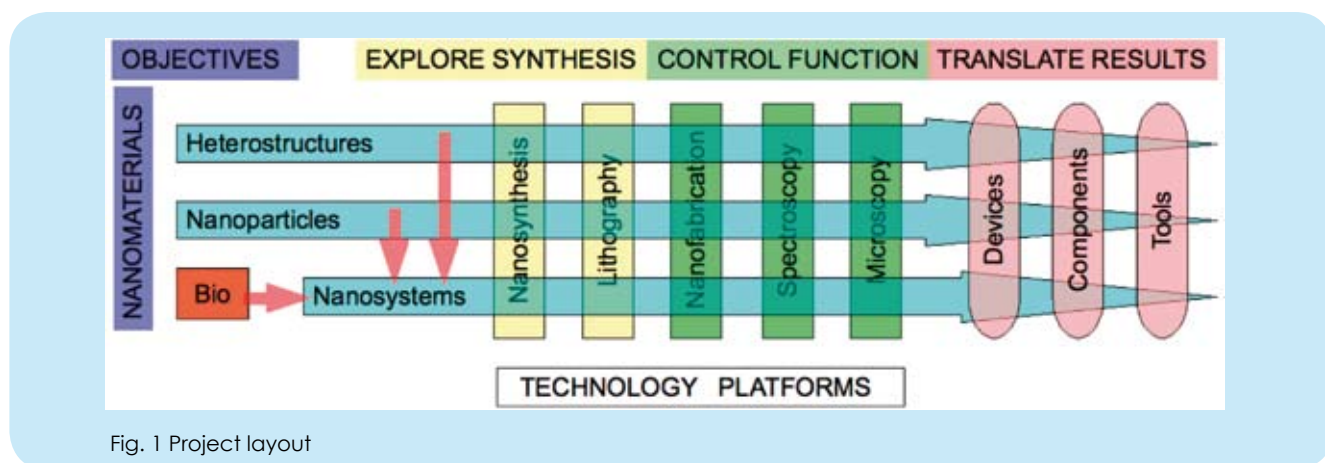 OBJECTIVES EXPLORE SYNTHESIS CONTROL FUNCTION TRANSLATE RESULTS
NANOMATERIALS
Heterostructures
Nanoparticles
Bio
Nanosystems
Nanosynthesis
Lithography
Nanofabrication
Spectroscopy
Microscopy
Devices
Components
Tools
TECHNOLOGY PLATFORMS
Fig. 1 Project layout